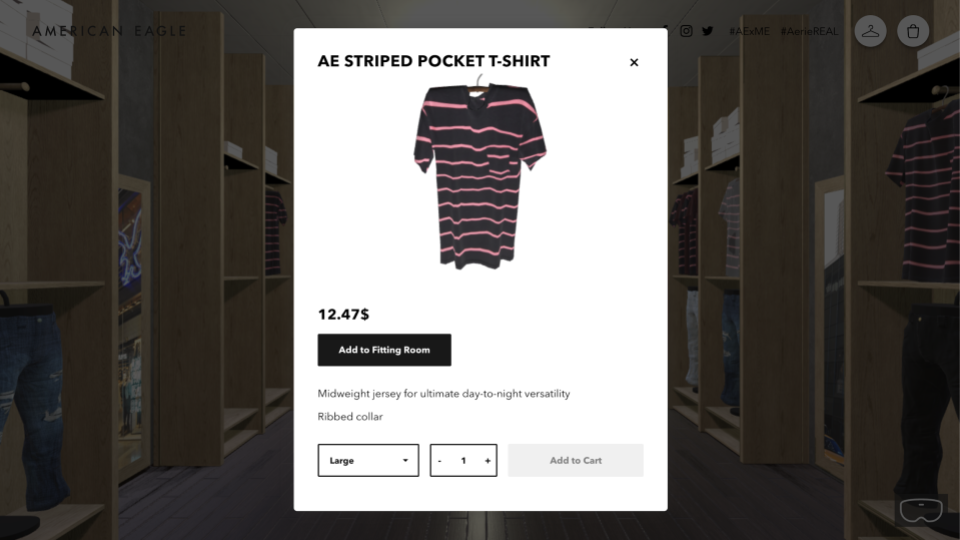 AMERICAN EAGLE
#AExME #AerieREAL
AE STRIPED POCKET T-SHIRT
12.47$
Add to Fitting Room
Midweight jersey for ultimate day-to-night versatility
Ribbed collar
Large
- 1 +
Add to Cart